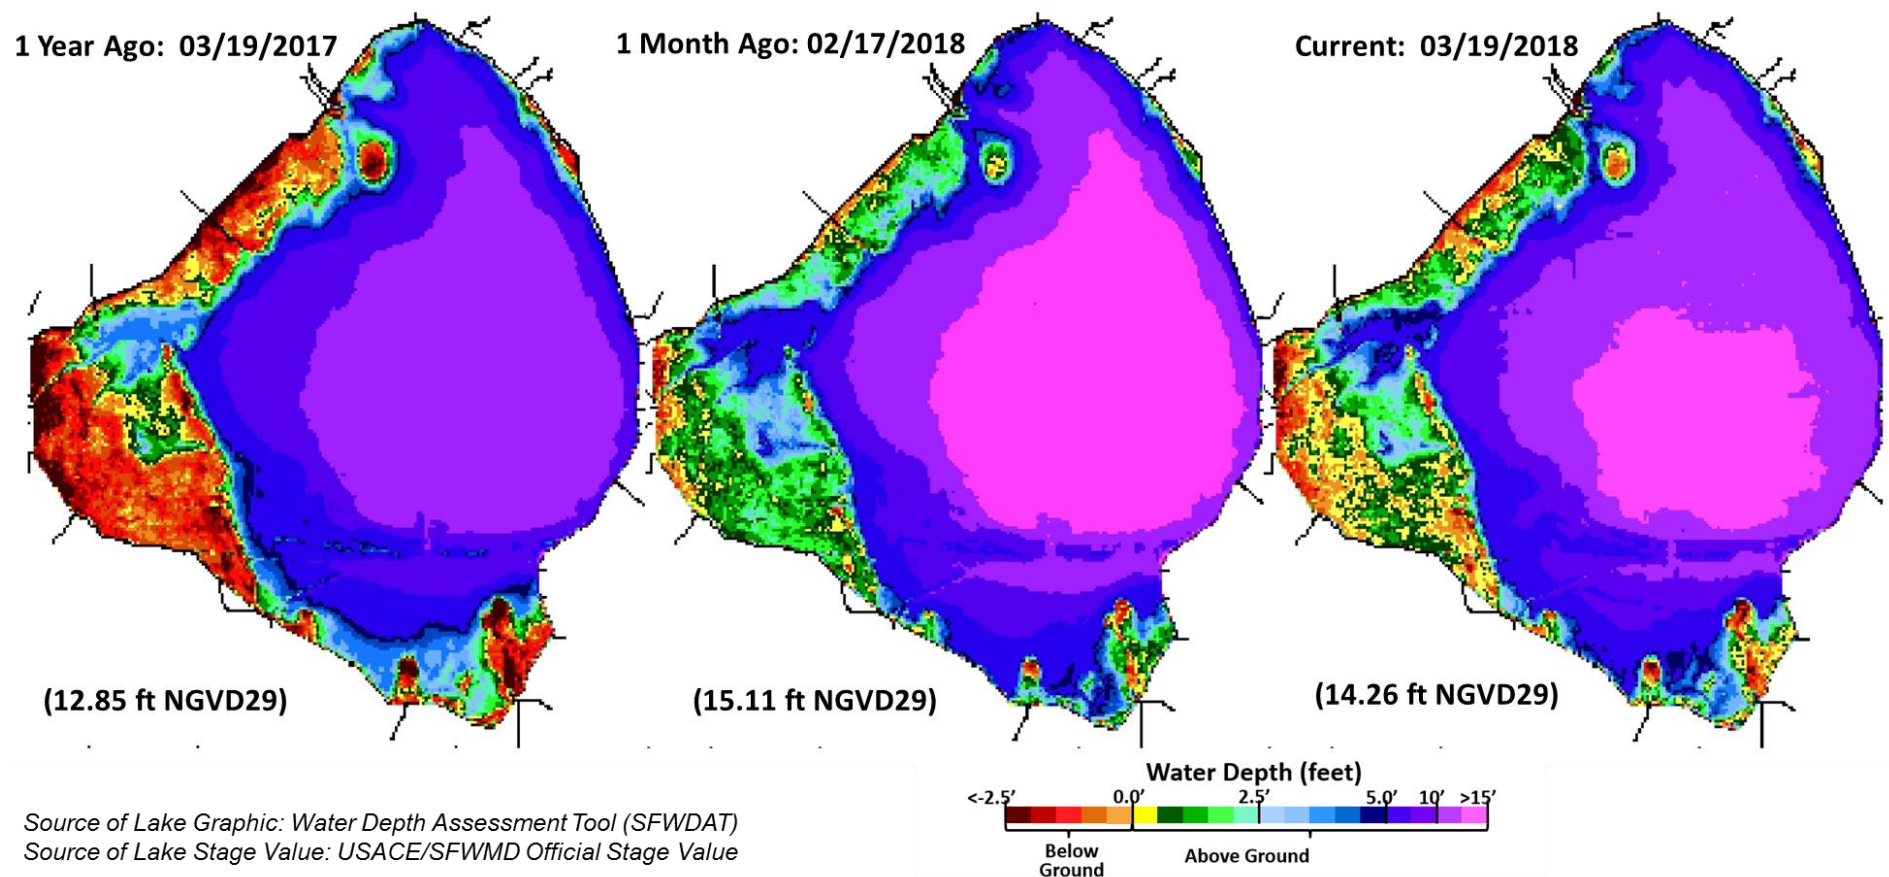 1 Year Ago:  03/19/2017
1 Month Ago: 02/17/2018
Current:  03/19/2018
(12.85 ft NGVD29)
(15.11 ft NGVD29)
(14.26 ft NGVD29)
Water Depth (feet)
<-2.5' 0.0' 2.5' 5.0' 10' >15'
Below
Ground
Above Ground
Source of Lake Graphic: Water Depth Assessment Tool (SFWDAT)
Source of Lake Stage Value: USACE/SFWMD Official Stage Value